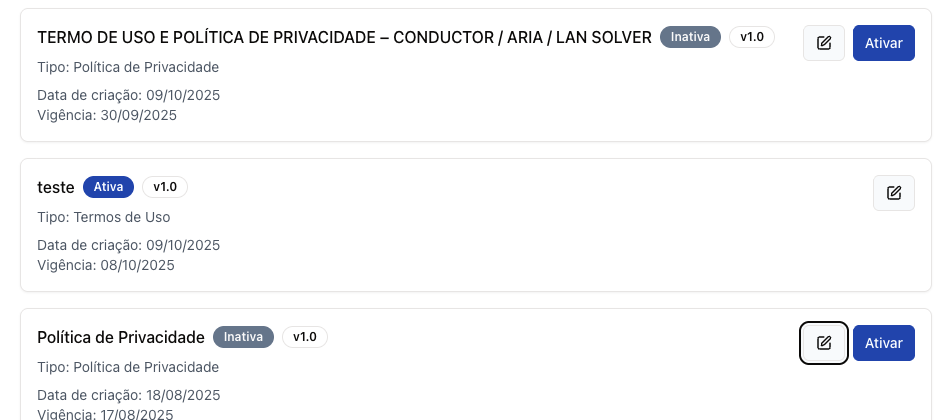 TERMO DE USO E POLÍTICA DE PRIVACIDADE – CONDUCTOR / ARIA / LAN SOLVER Inativa v1.0 Ativar
Tipo: Política de Privacidade
Data de criação: 09/10/2025
Vigência: 30/09/2025
teste Ativa v1.0
Tipo: Termos de Uso
Data de criação: 09/10/2025
Vigência: 08/10/2025
Política de Privacidade Inativa v1.0 Ativar
Tipo: Política de Privacidade
Data de criação: 18/08/2025
Vigência: 17/08/2025